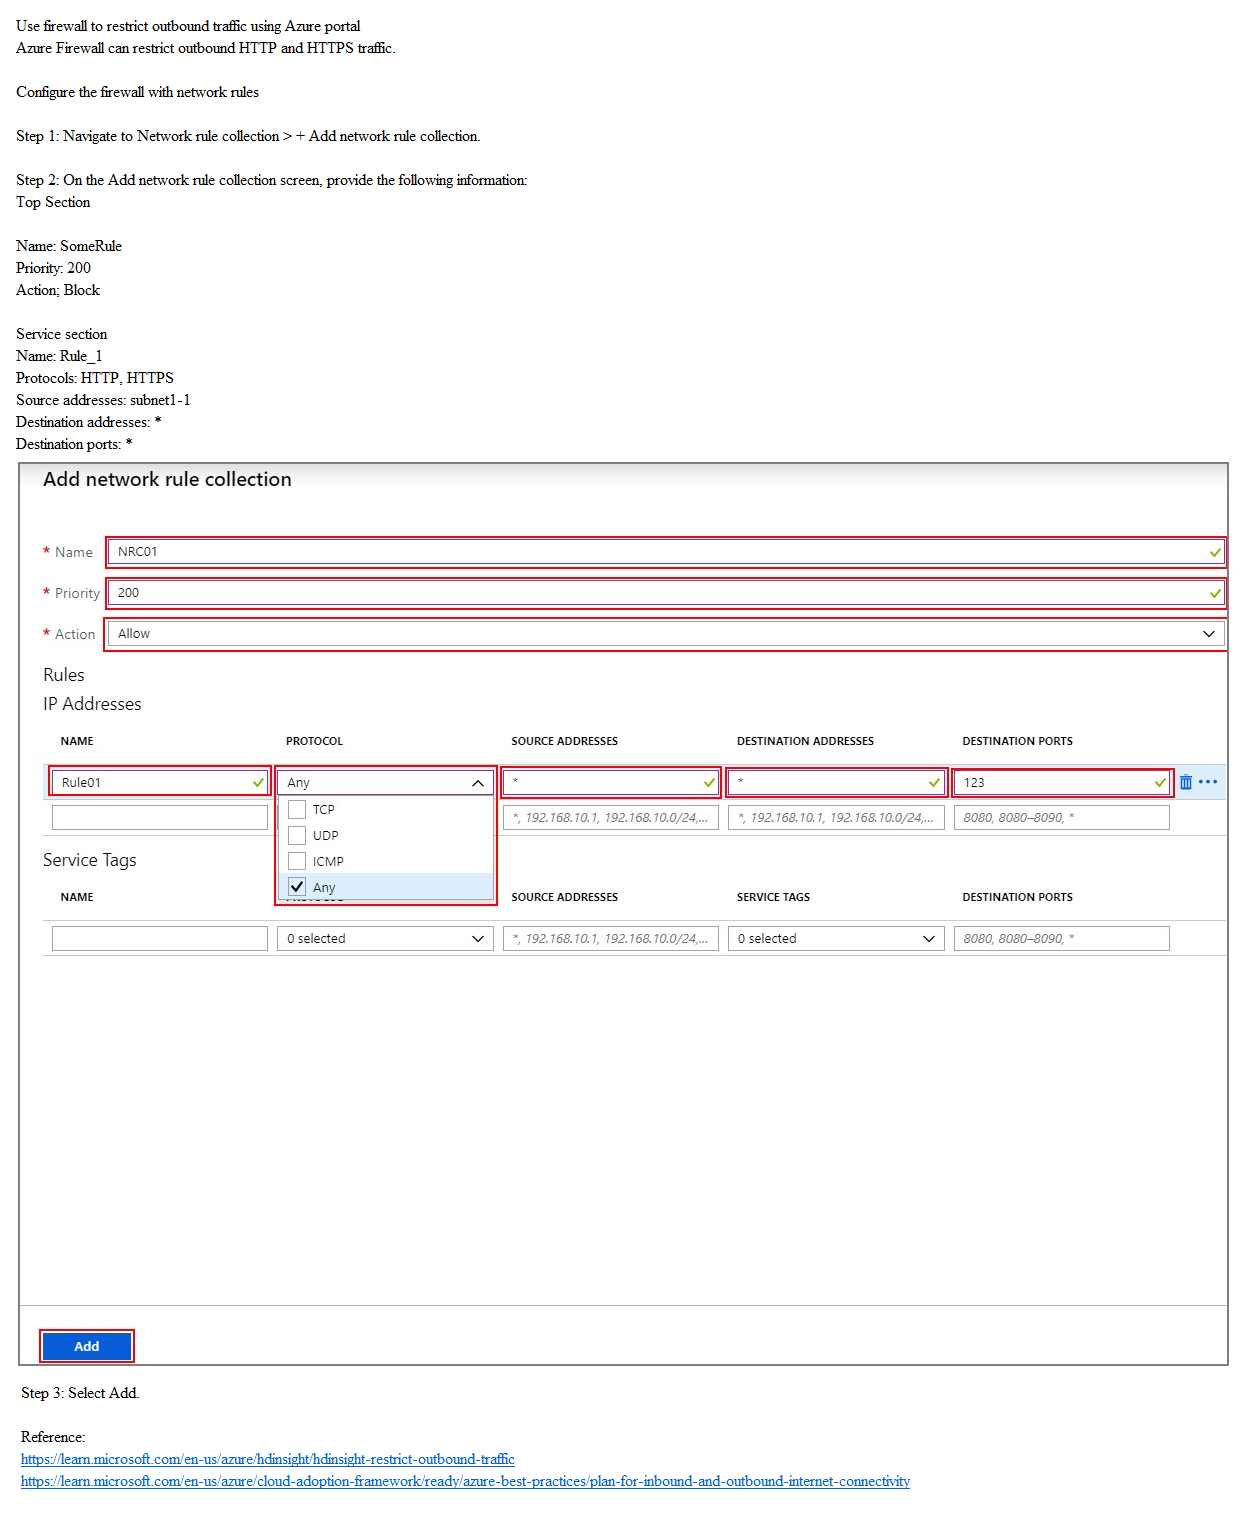 Use firewall to restrict outbound traffic using Azure portal
Azure Firewall can restrict outbound HTTP and HTTPS traffic.
Configure the firewall with network rules
Step 1: Navigate to Network rule collection > + Add network rule collection.
Step 2: On the Add network rule collection screen, provide the following information:
Top Section
Name: SomeRule
Priority: 200
Action; Block
Service section
Name: Rule_1
Protocols: HTTP, HTTPS
Source addresses: subnet1-1
Destination addresses: *
Destination ports: *
Add network rule collection
* Name NRC01
* Priority 200
* Action Allow
Rules
IP Addresses
NAME PROTOCOL SOURCE ADDRESSES DESTINATION ADDRESSES DESTINATION PORTS
Rule01 Any * * 123
TCP
*, 192.168.10.1, 192.168.10.0/24,... *, 192.168.10.1, 192.168.10.0/24,... 8080, 8080–8090, *
UDP
ICMP
Any
Service Tags
NAME SOURCE ADDRESSES SERVICE TAGS DESTINATION PORTS
0 selected *, 192.168.10.1, 192.168.10.0/24,... 0 selected 8080, 8080–8090, *
Add
Step 3: Select Add.
Reference:
https://learn.microsoft.com/en-us/azure/hdinsight/hdinsight-restrict-outbound-traffic
https://learn.microsoft.com/en-us/azure/cloud-adoption-framework/ready/azure-best-practices/plan-for-inbound-and-outbound-internet-connectivity